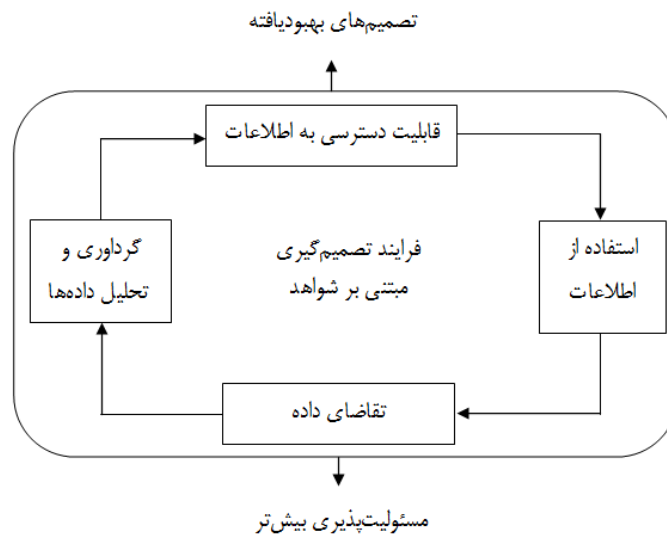 تصمیم‌های بهبودیافته
قابلیت دسترسی به اطلاعات
استفاده از
اطلاعات
فرایند تصمیم‌گیری
مبتنی بر شواهد
گرداوری و
تحلیل داده‌ها
تقاضای داده
مسئولیت‌پذیری بیش‌تر